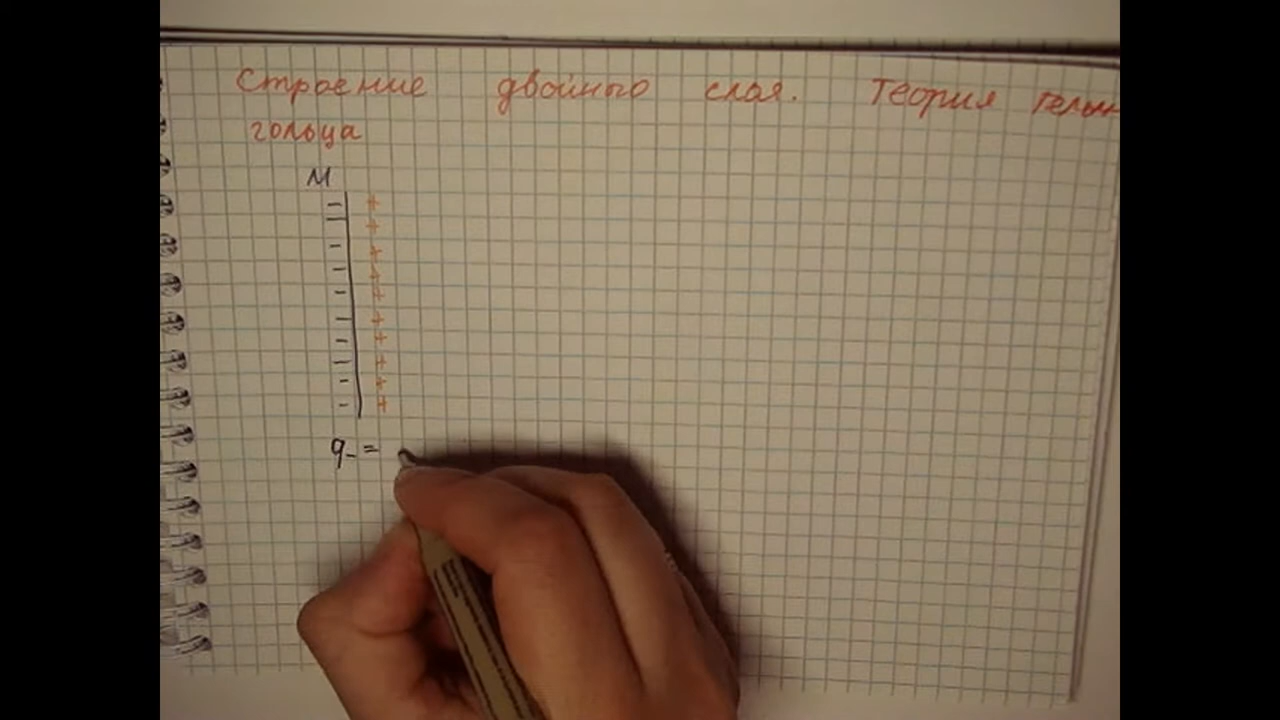 Строение двойного слоя. Теория Гельм
гольца
M
− +
− +
− +
− +
− +
− +
− +
− +
− +
− +
q₋ =